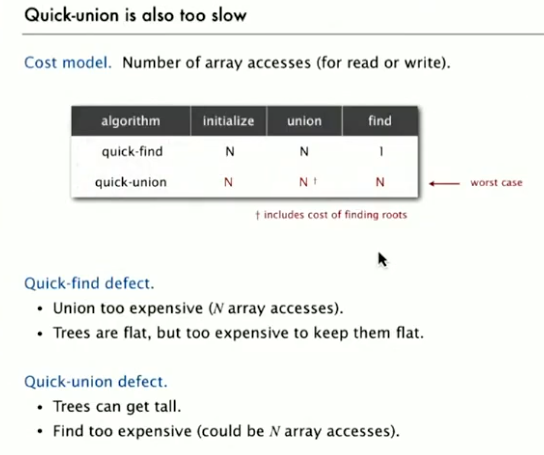 Quick-union is also too slow
Cost model. Number of array accesses (for read or write).
algorithm initialize union find
quick-find N N 1
quick-union N N † N worst case
† includes cost of finding roots
Quick-find defect.
• Union too expensive (N array accesses).
• Trees are flat, but too expensive to keep them flat.
Quick-union defect.
• Trees can get tall.
• Find too expensive (could be N array accesses).